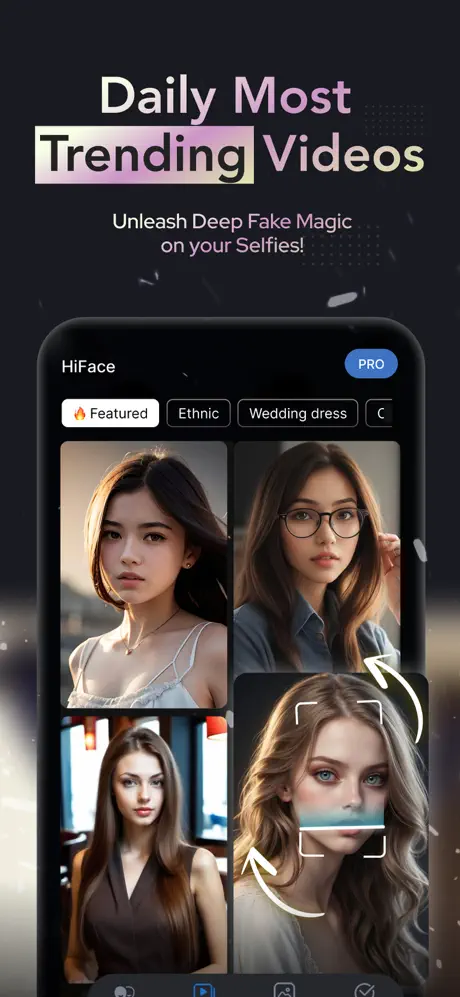 Daily Most
Trending Videos
Unleash Deep Fake Magic
on your Selfies!
HiFace
PRO
🔥 Featured
Ethnic
Wedding dress